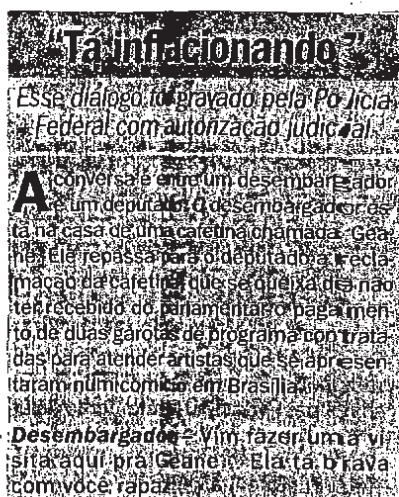 "Tá inflacionando"
Esse diálogo foi gravado pela Polícia
Federal com autorização judicial
A conversa é entre um desembargador
e um deputado. O desembargador es-
tá na casa de uma cafetina chamada Gea-
ne. Ele repassa para o deputado a recla-
mação da cafetina, que se queixa de não
ter recebido do parlamentar o pagamen-
to de duas garotas de programa contrata-
das para atender artistas que se apresen-
taram num comício em Brasília.
Desembargador – Vim fazer uma vi-
sita aqui pra Geane... Ela tá brava
com você, rapaz